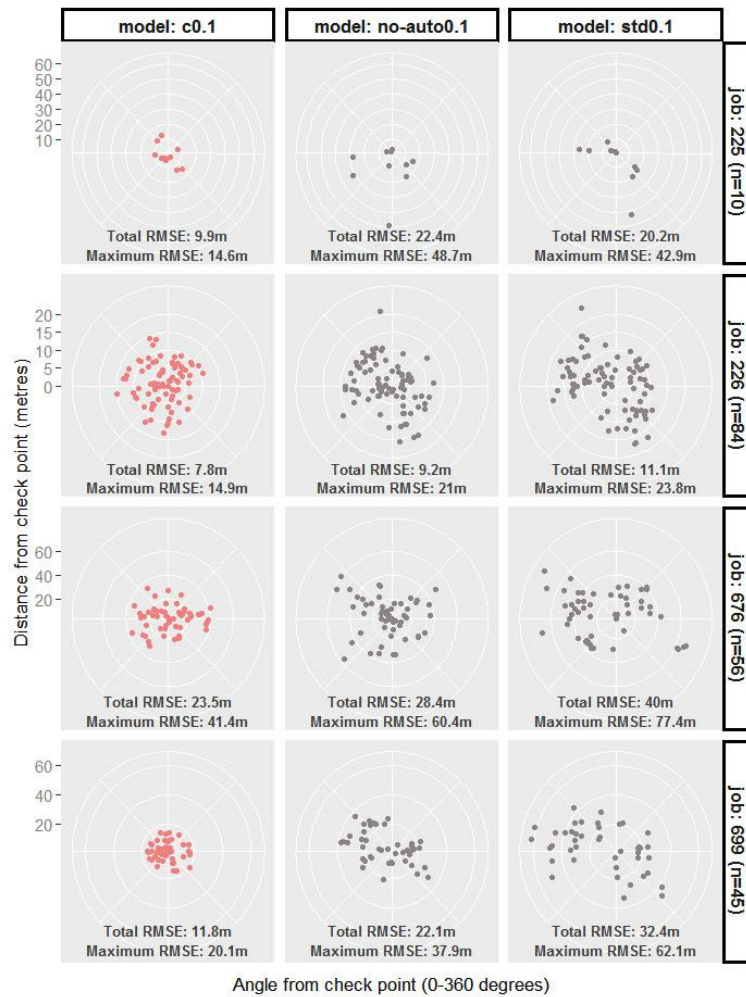 model: c0.1
model: no-auto0.1
model: std0.1
60
50
40
30
20
10
Total RMSE: 9.9m
Maximum RMSE: 14.6m
Total RMSE: 22.4m
Maximum RMSE: 48.7m
Total RMSE: 20.2m
Maximum RMSE: 42.9m
job: 225 (n=10)
20
15
10
5
0
Total RMSE: 7.8m
Maximum RMSE: 14.9m
Total RMSE: 9.2m
Maximum RMSE: 21m
Total RMSE: 11.1m
Maximum RMSE: 23.8m
job: 226 (n=84)
Distance from check point (metres)
60
40
20
Total RMSE: 23.5m
Maximum RMSE: 41.4m
Total RMSE: 28.4m
Maximum RMSE: 60.4m
Total RMSE: 40m
Maximum RMSE: 77.4m
job: 676 (n=56)
60
40
20
Total RMSE: 11.8m
Maximum RMSE: 20.1m
Total RMSE: 22.1m
Maximum RMSE: 37.9m
Total RMSE: 32.4m
Maximum RMSE: 62.1m
job: 699 (n=45)
Angle from check point (0-360 degrees)